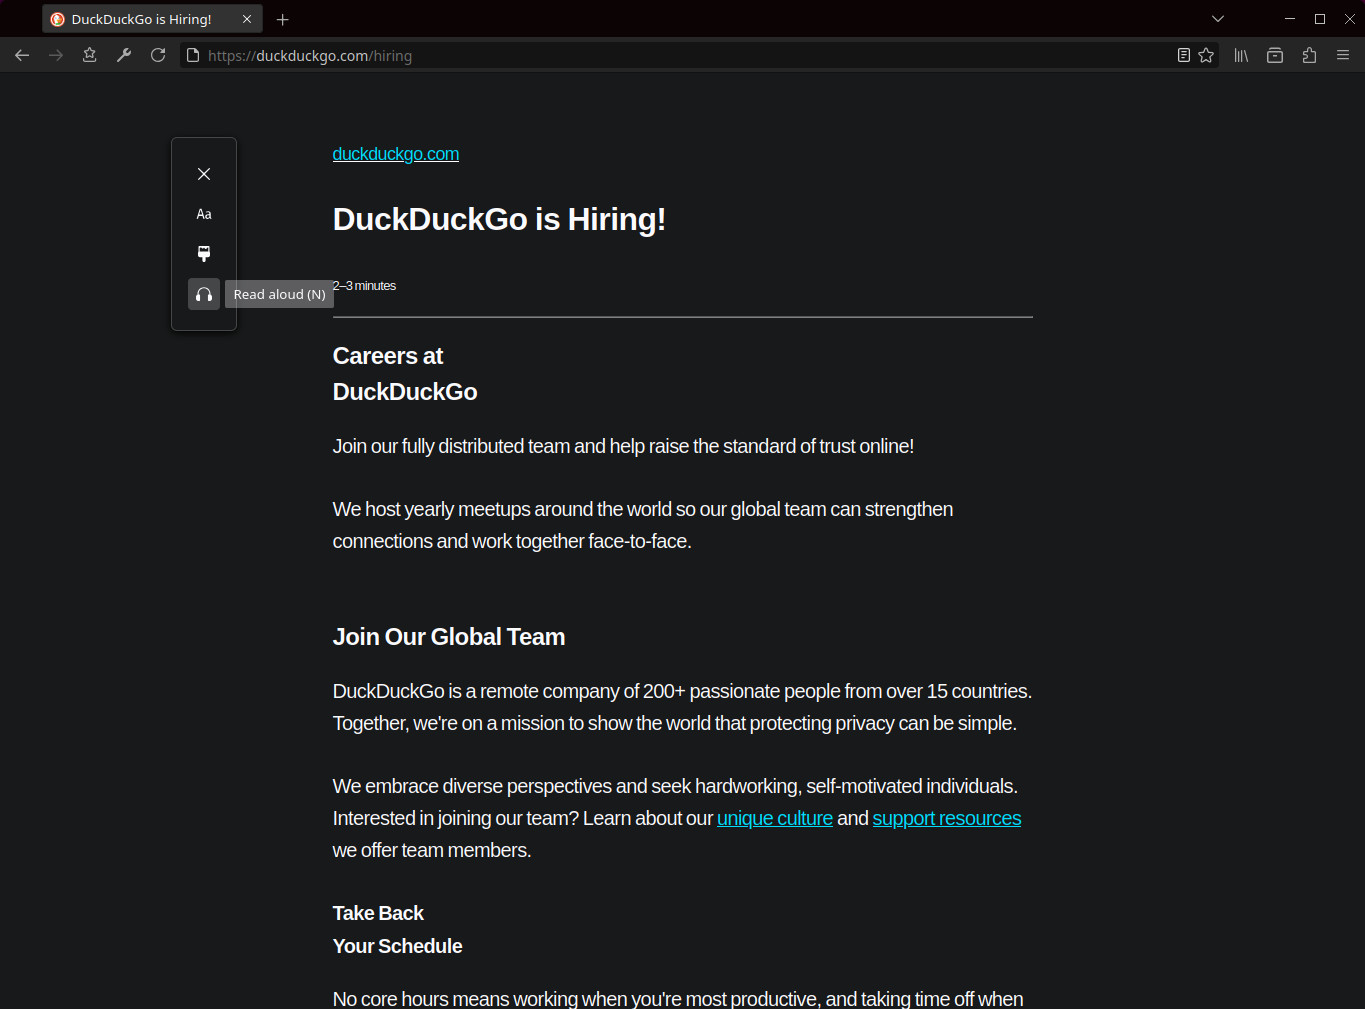 DuckDuckGo is Hiring!
https://duckduckgo.com/hiring
duckduckgo.com
DuckDuckGo is Hiring!
Aa
Read aloud (N)
2–3 minutes
Careers at
DuckDuckGo
Join our fully distributed team and help raise the standard of trust online!
We host yearly meetups around the world so our global team can strengthen
connections and work together face-to-face.
Join Our Global Team
DuckDuckGo is a remote company of 200+ passionate people from over 15 countries.
Together, we're on a mission to show the world that protecting privacy can be simple.
We embrace diverse perspectives and seek hardworking, self-motivated individuals.
Interested in joining our team? Learn about our unique culture and support resources
we offer team members.
Take Back
Your Schedule
No core hours means working when you're most productive, and taking time off when